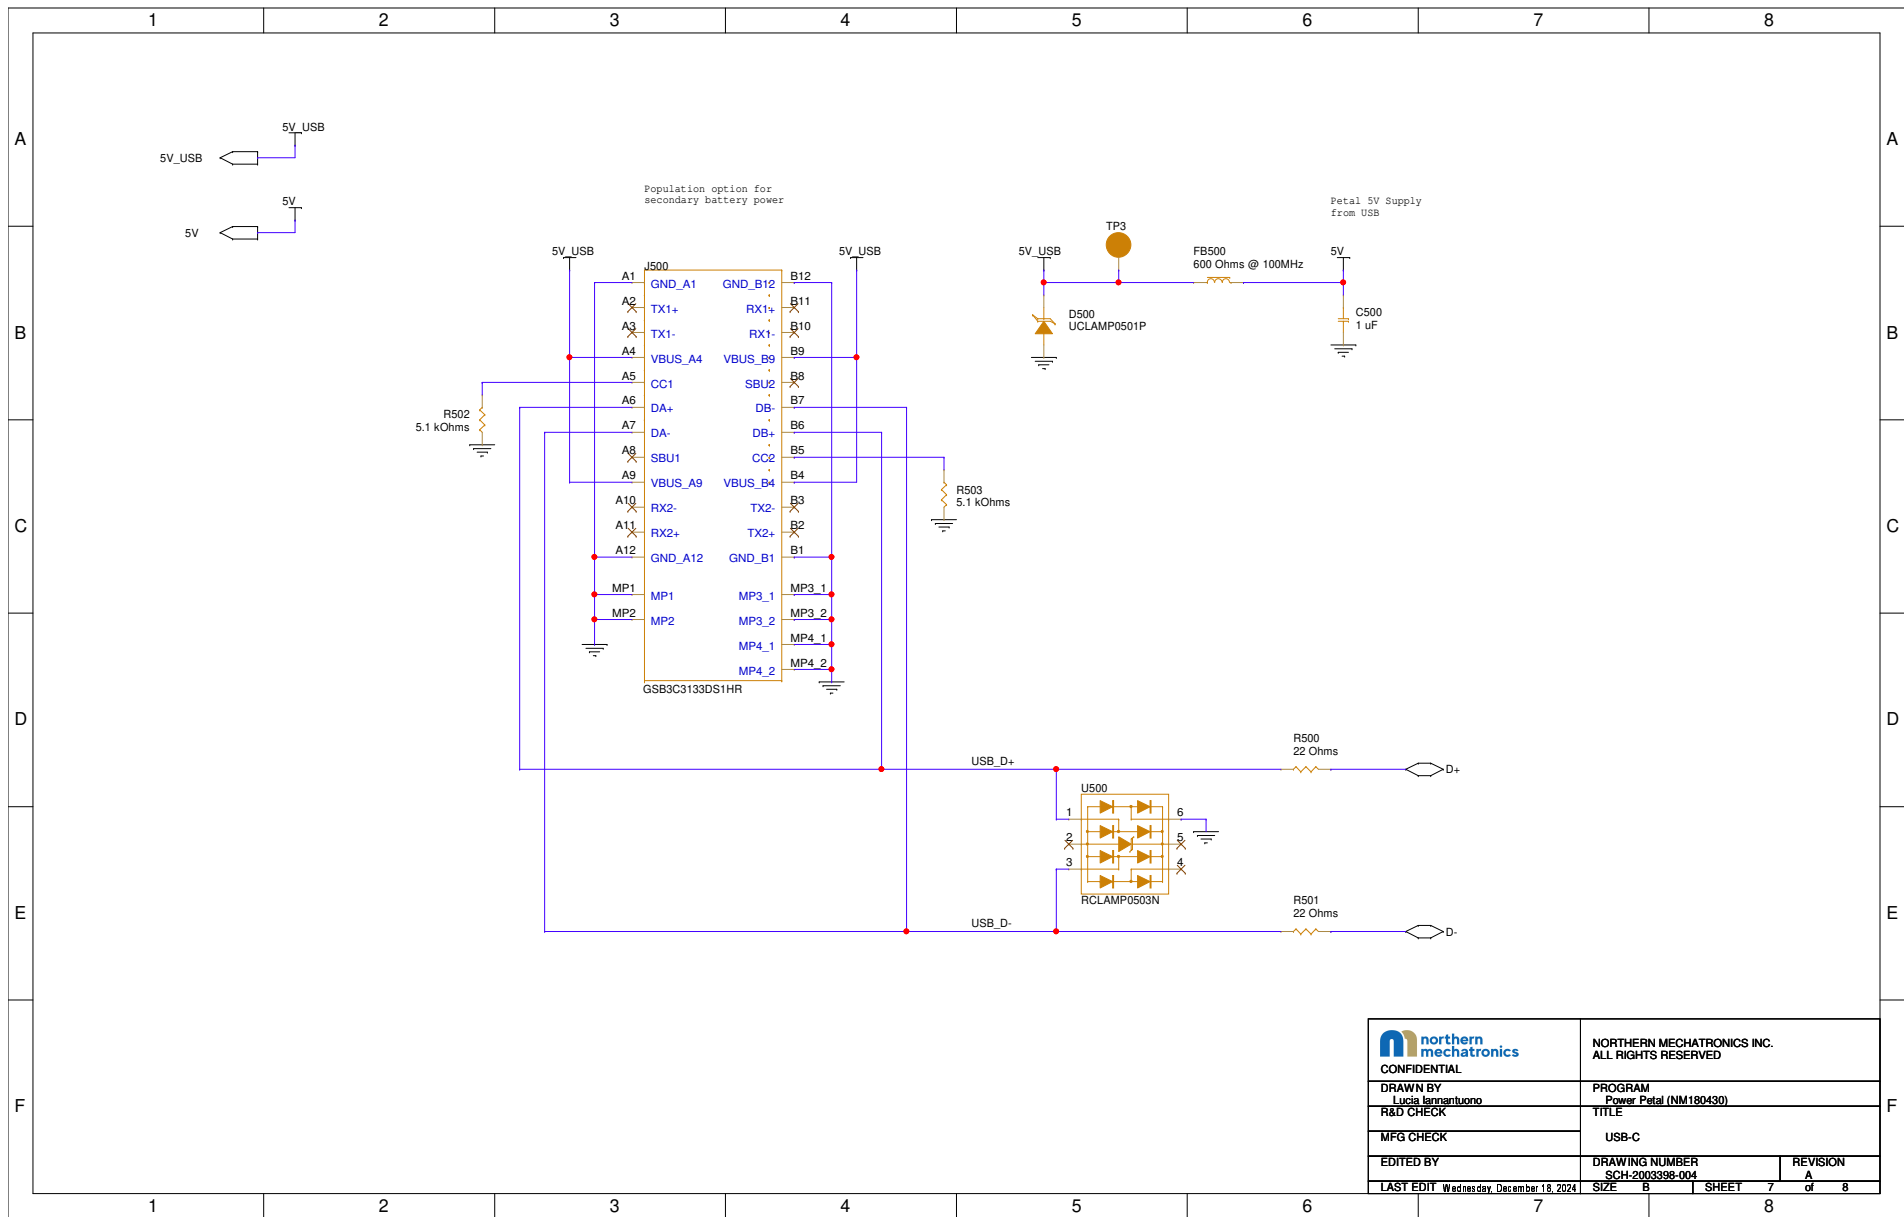 1 2 3 4 5 6 7 8
A A
5V_USB
5V_USB
5V
5V
Population option for
secondary battery power
Petal 5V Supply
from USB
B B
5V_USB
5V_USB
5V_USB
TP3
FB500
600 Ohms @ 100MHz
5V
D500
UCLAMP0501P
C500
1 uF
J500
A1 GND_A1 GND_B12 B12
A2 TX1+ RX1+ B11
A3 TX1- RX1- B10
A4 VBUS_A4 VBUS_B9 B9
A5 CC1 SBU2 B8
A6 DA+ DB- B7
A7 DA- DB+ B6
A8 SBU1 CC2 B5
A9 VBUS_A9 VBUS_B4 B4
A10 RX2- TX2- B3
A11 RX2+ TX2+ B2
A12 GND_A12 GND_B1 B1
MP1 MP1 MP3_1 MP3_1
MP2 MP2 MP3_2 MP3_2
MP4_1 MP4_1
MP4_2 MP4_2
GSB3C3133DS1HR
R502
5.1 kOhms
R503
5.1 kOhms
C C
D D
USB_D+
R500
22 Ohms
D+
U500
1 6
2 5
3 4
RCLAMP0503N
E E
USB_D-
R501
22 Ohms
D-
F F
northern
mechatronics
CONFIDENTIAL
NORTHERN MECHATRONICS INC.
ALL RIGHTS RESERVED
DRAWN BY
Lucia Iannantuono
PROGRAM
Power Petal (NM180430)
R&D CHECK
TITLE
MFG CHECK
USB-C
EDITED BY
DRAWING NUMBER
SCH-2003398-004
REVISION
A
LAST EDIT Wednesday, December 18, 2024
SIZE B
SHEET 7 of 8
1 2 3 4 5 6 7 8